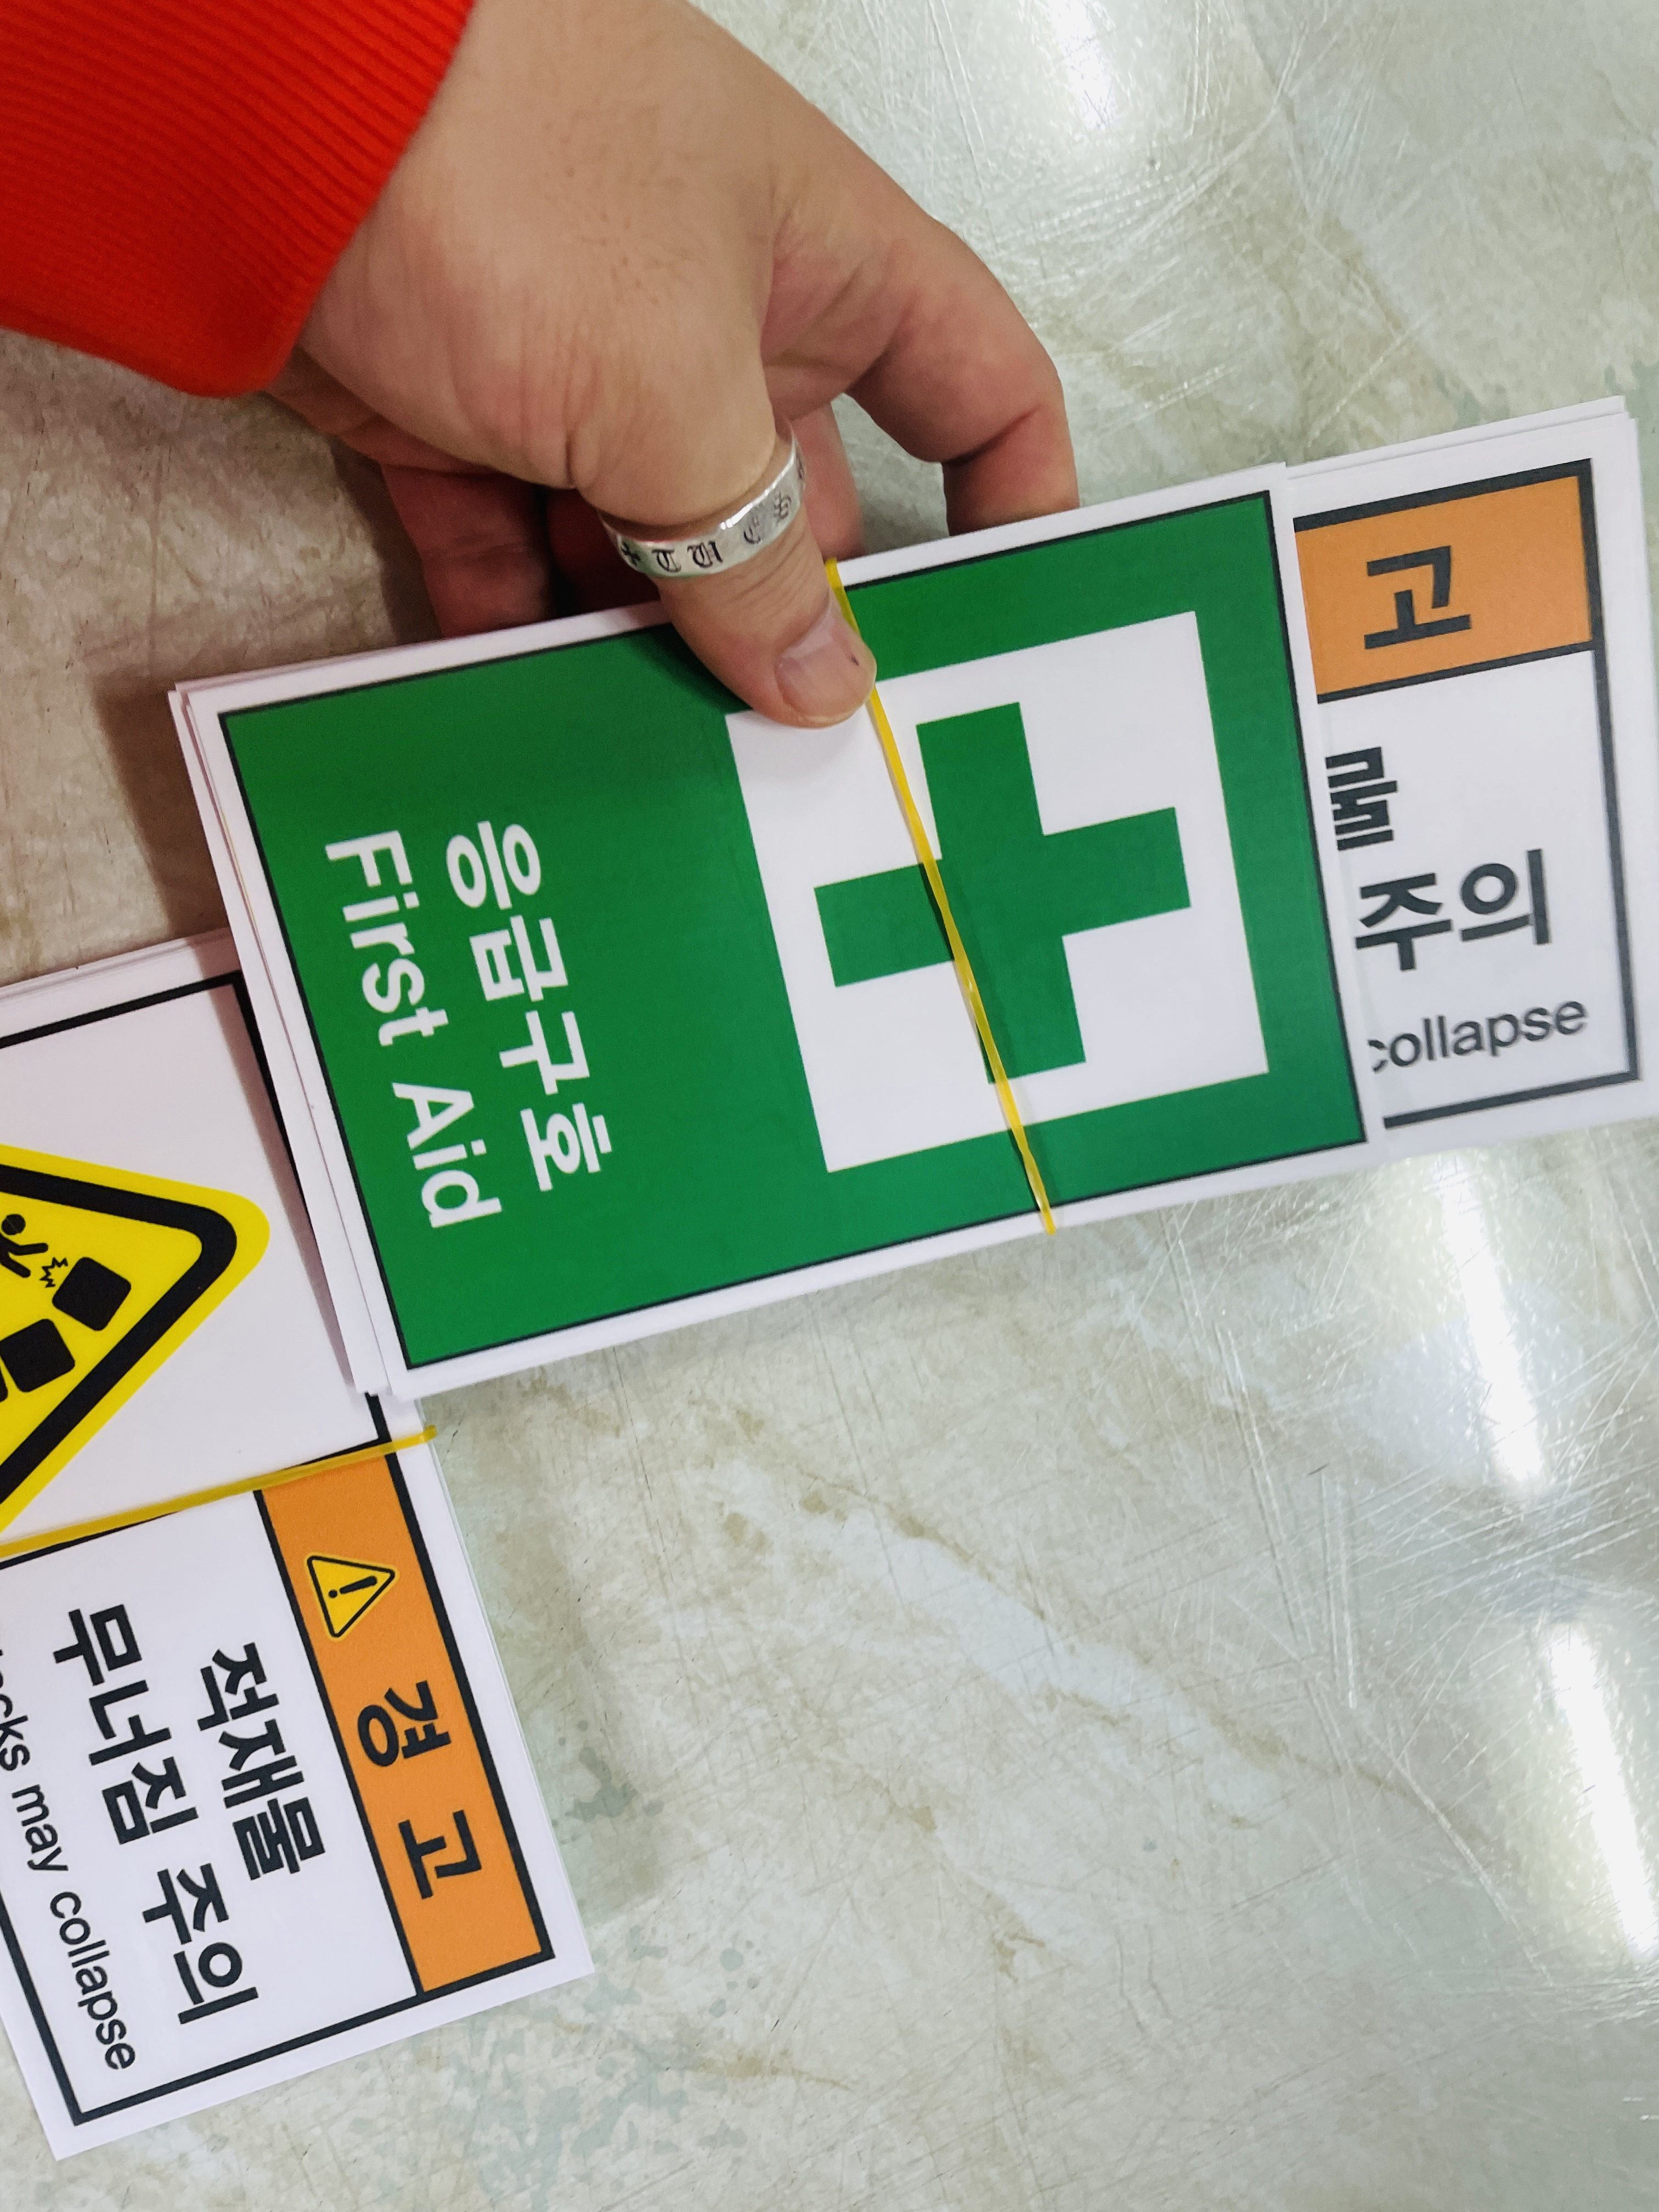 응급구호
First Aid
고
물
주의
collapse
경고
적재물
무너짐 주의
may collapse